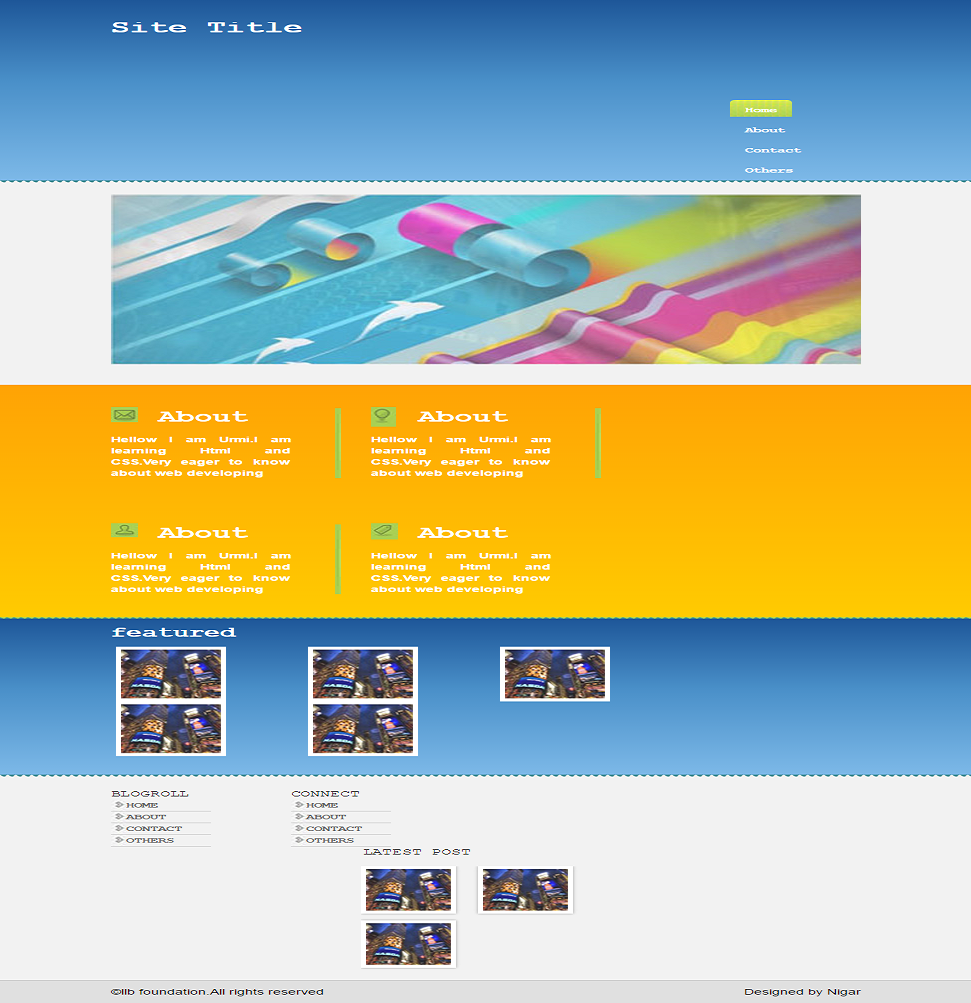 Site Title
Home
About
Contact
Others
About
Hellow I am Urmi.I am
learning Html and
CSS.Very eager to know
about web developing
About
Hellow I am Urmi.I am
learning Html and
CSS.Very eager to know
about web developing
About
Hellow I am Urmi.I am
learning Html and
CSS.Very eager to know
about web developing
About
Hellow I am Urmi.I am
learning Html and
CSS.Very eager to know
about web developing
featured
BLOGROLL
HOME
ABOUT
CONTACT
OTHERS
CONNECT
HOME
ABOUT
CONTACT
OTHERS
LATEST POST
©llb foundation.All rights reserved
Designed by Nigar